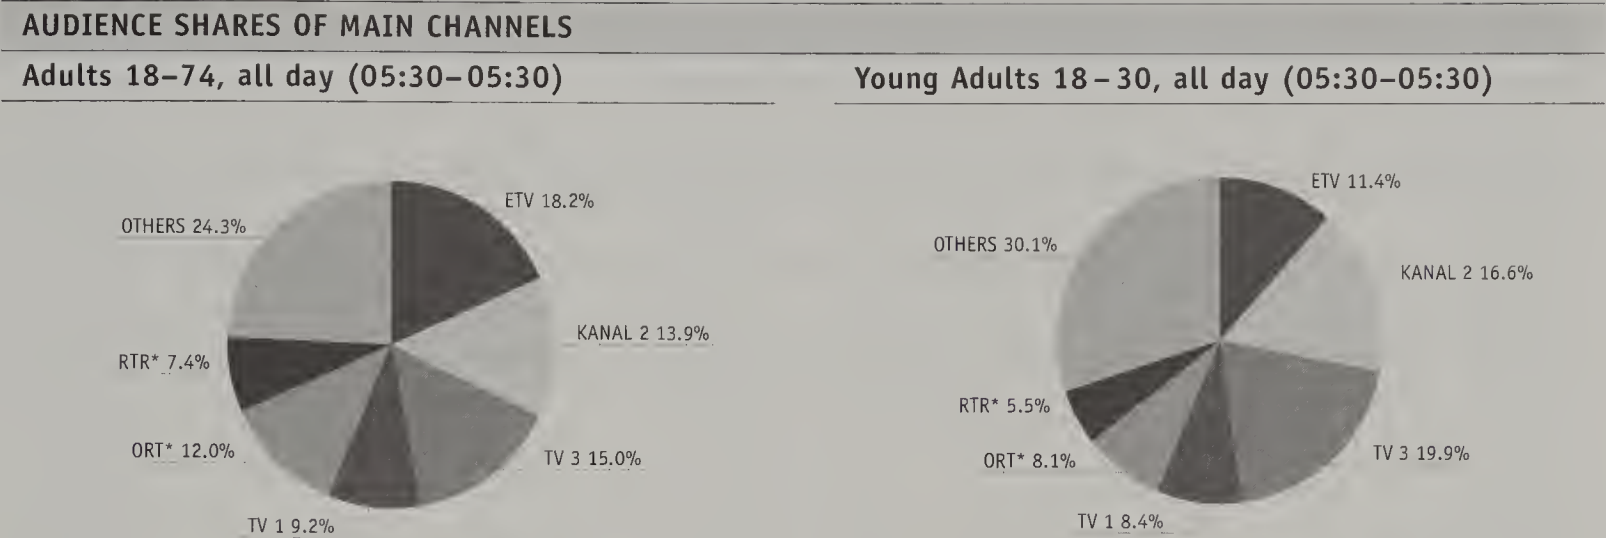 AUDIENCE SHARES OF MAIN CHANNELS
Adults 18–74, all day (05:30–05:30)
ETV 18.2%
KANAL 2 13.9%
TV 3 15.0%
TV 1 9.2%
ORT* 12.0%
RTR* 7.4%
OTHERS 24.3%
Young Adults 18–30, all day (05:30–05:30)
ETV 11.4%
KANAL 2 16.6%
TV 3 19.9%
TV 1 8.4%
ORT* 8.1%
RTR* 5.5%
OTHERS 30.1%